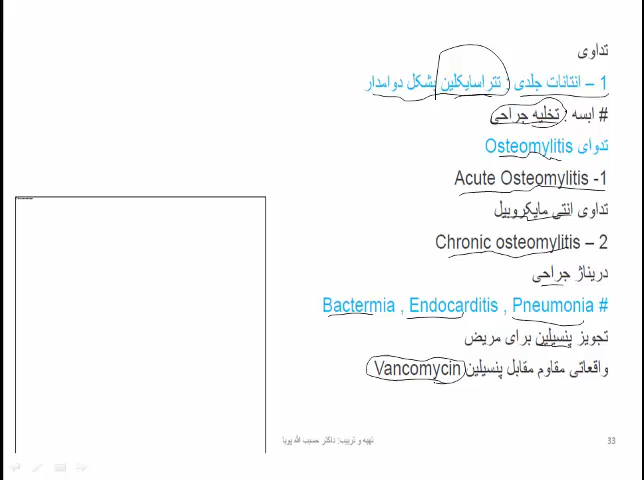 تداوی
1 – انتانات جلدی : تتراسایکلین بشکل دوامدار
# ابسه : تخلیه جراحی
تدوای Osteomylitis
Acute Osteomylitis -1
تداوی انتی مایکروبیل
Chronic osteomylitis – 2
دریناژ جراحی
Bactermia , Endocarditis , Pneumonia #
تجویز پنسیلین برای مریض
واقعاتی مقاوم مقابل پنسیلین Vancomycin
تهیه و ترتیب: داکتر حسیب الله پویا
33